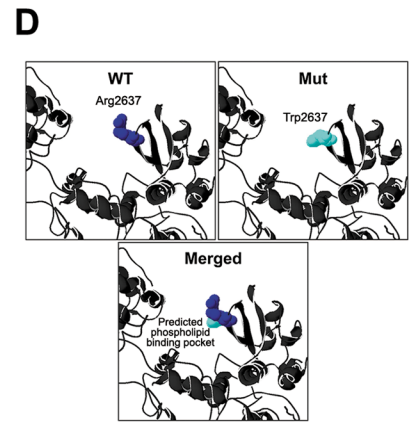 D
WT
Arg2637
Mut
Trp2637
Merged
Predicted
phospholipid
binding pocket